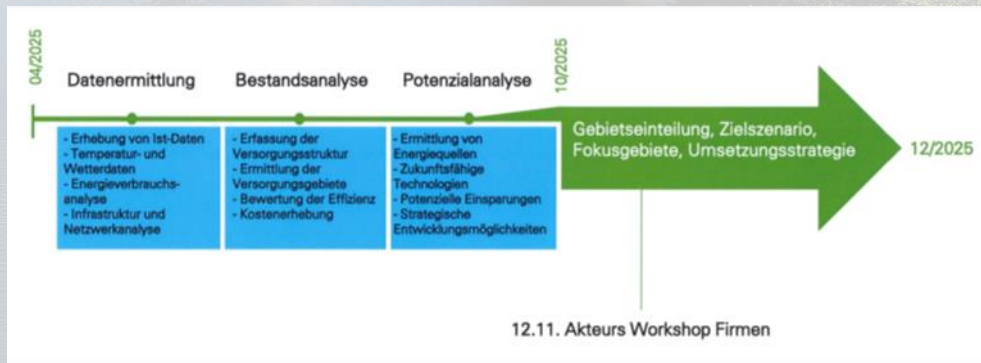 04/2025
Datenermittlung
- Erhebung von Ist-Daten
- Temperatur- und
Wetterdaten
- Energieverbrauchs-
analyse
- Infrastruktur und
Netzwerkanalyse
Bestandsanalyse
- Erfassung der
Versorgungsstruktur
- Ermittlung der
Versorgungsgebiete
- Bewertung der Effizienz
- Kostenerhebung
Potenzialanalyse
- Ermittlung von
Energiequellen
- Zukunftsfähige
Technologien
- Potenzielle Einsparungen
- Strategische
Entwicklungsmöglichkeiten
10/2025
Gebietseinteilung, Zielszenario,
Fokusgebiete, Umsetzungsstrategie
12/2025
12.11. Akteurs Workshop Firmen